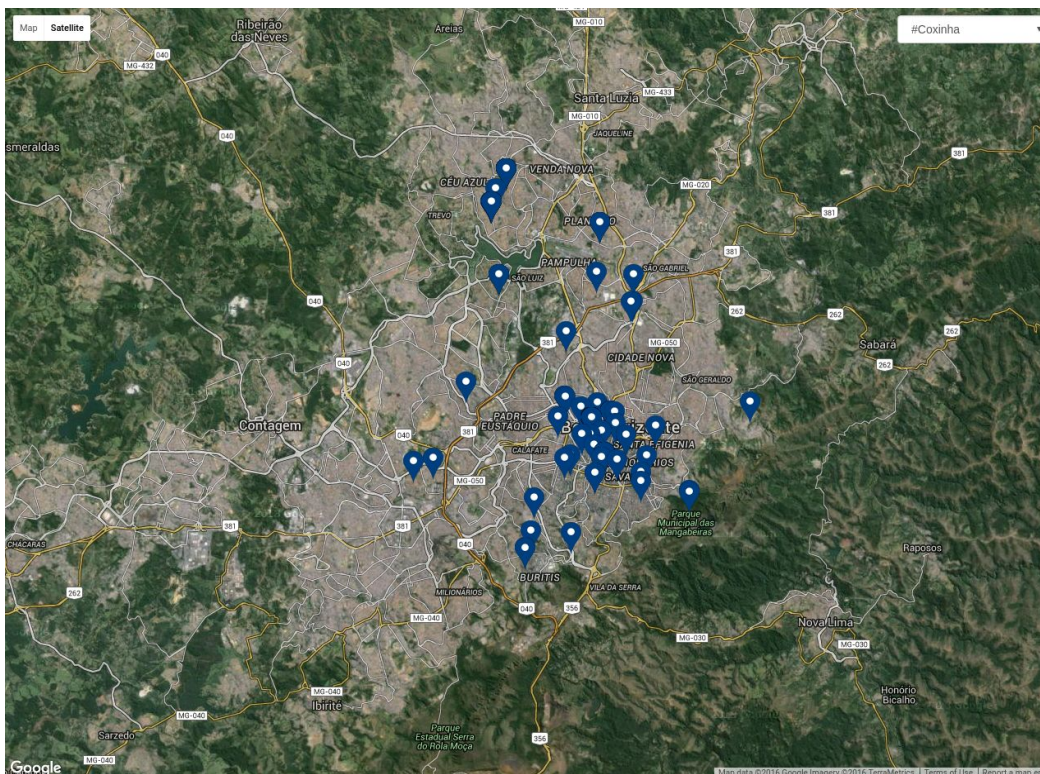 Map Satellite
#Coxinha
MG-010
Ribeirão
das Neves
Areias
040
MG-432
MG-433
Santa Luzia
MG-010
JAQUELINE
040
smeraldas
381
VENDA NOVA
CÉU AZUL
MG-020
TREVO
381
PAMPULHA
SÃO GABRIEL
381
SÃO LUIZ
040
262
262
262
381
MG-050
Sabará
CIDADE NOVA
040
262
SÃO GERALDO
PADRE
EUSTÁQUIO
Contagem
040
381
CALAFATE
MG-050
Parque
Municipal das
Mangabeiras
381
381
CHÁCARAS
040
Raposos
BURITIS
VILA DA SERRA
262
MILIONÁRIOS
040
356
MG-040
Nova Lima
MG-030
MG-030
MG-040
Honório
Bicalho
Ibirité
MG-040
Parque
Estadual Serra
do Rola Moça
Sarzedo
356
MG-040
Google
Map data ©2016 Google Imagery ©2016 TerraMetrics Terms of Use Report a map e